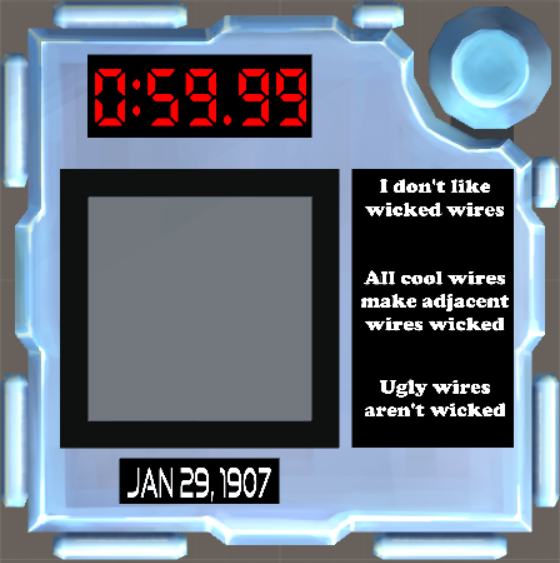 0:59.99
I don't like
wicked wires
All cool wires
make adjacent
wires wicked
Ugly wires
aren't wicked
JAN 29, 1907